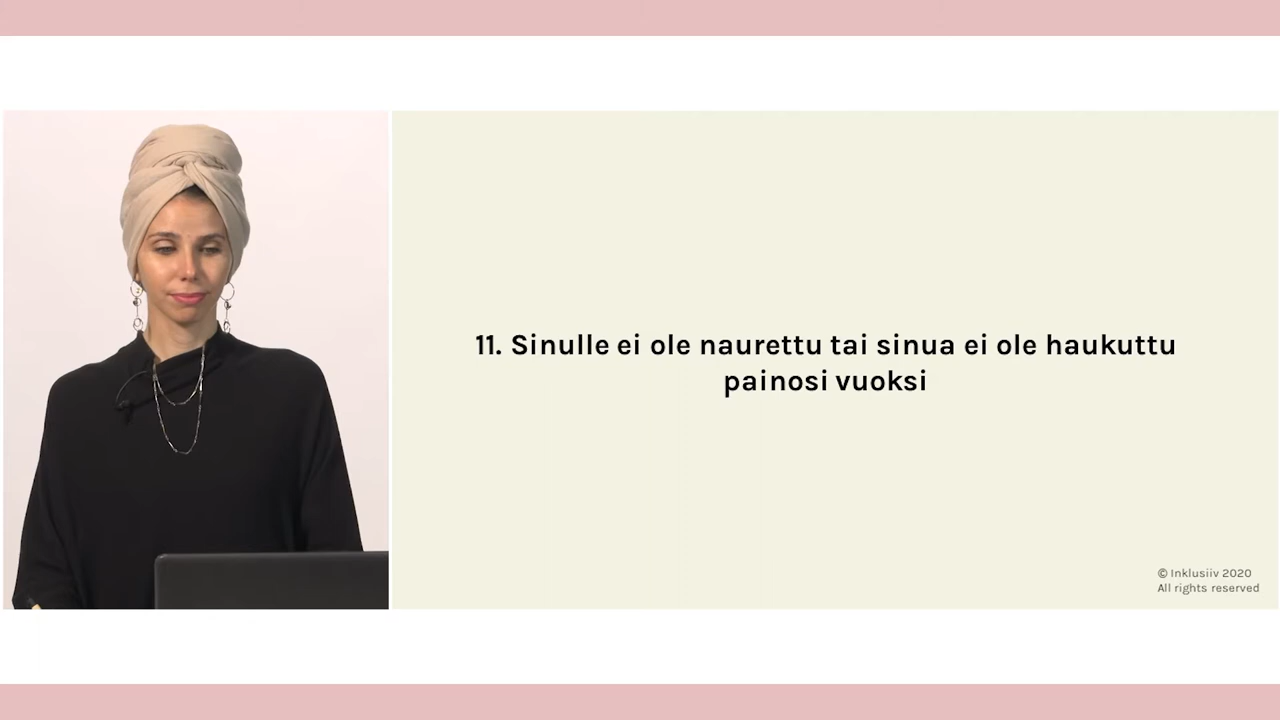 11. Sinulle ei ole naurettu tai sinua ei ole haukuttu
painosi vuoksi
© Inklusiiv 2020
All rights reserved